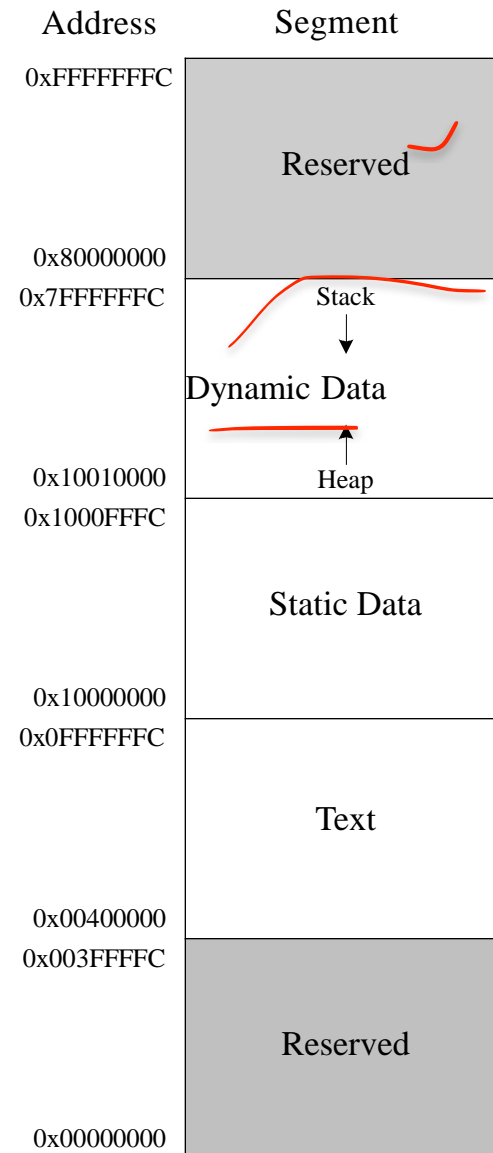 Address Segment
0xFFFFFFFC
Reserved
0x80000000
0x7FFFFFFC Stack
Dynamic Data
0x10010000 Heap
0x1000FFFC
Static Data
0x10000000
0x0FFFFFFC
Text
0x00400000
0x003FFFFC
Reserved
0x00000000